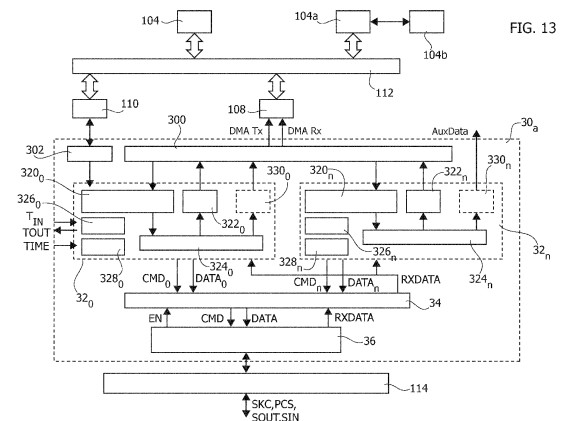 104
104a
104b
FIG. 13
112
110
108
300
DMA Tx
DMA Rx
AuxData
30a
302
320₀
330₀
320ₙ
322ₙ
330ₙ
326₀
322₀
TIN
TOUT
TIME
326ₙ
32ₙ
328₀
324₀
328ₙ
324ₙ
32₀
CMD₀
DATA₀
CMDₙ
DATAₙ
RXDATA
34
EN
CMD
DATA
RXDATA
36
114
SKC,PCS,
SOUT,SIN